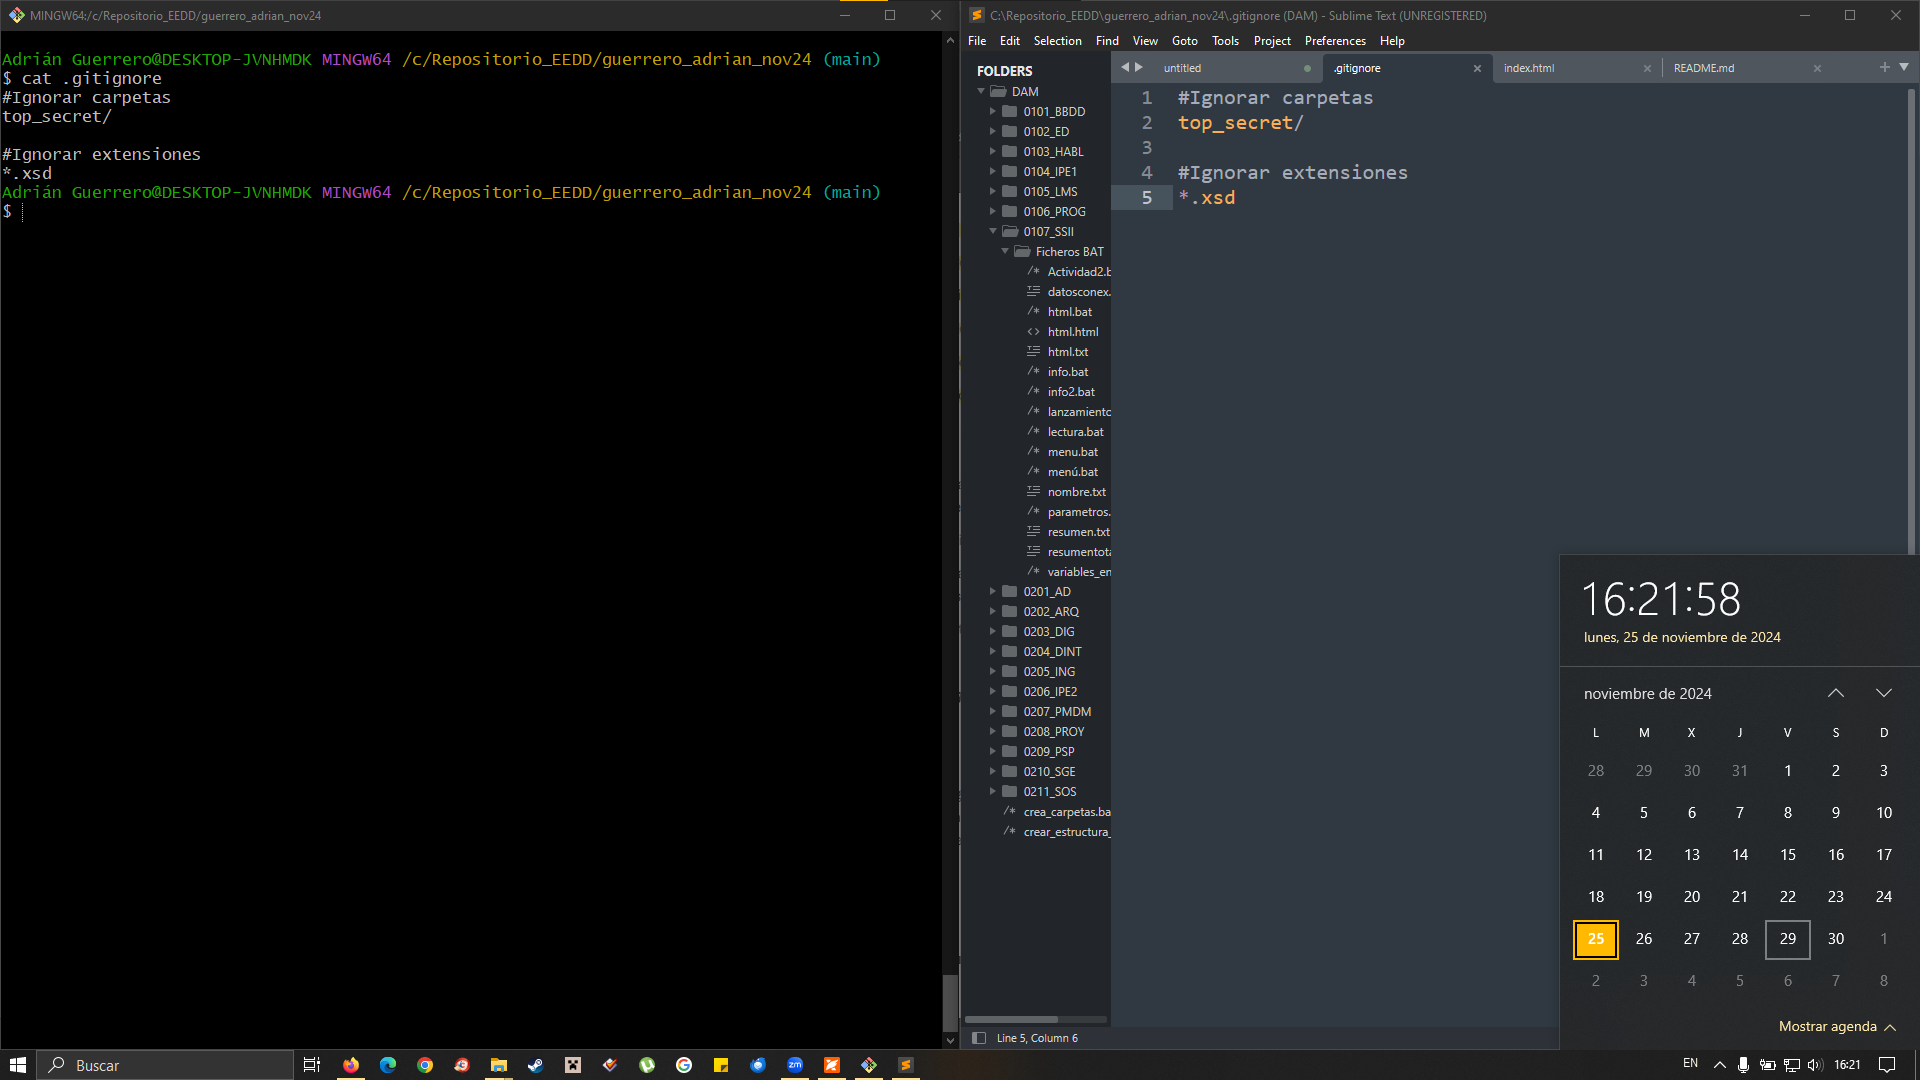 MINGW64:/c/Repositorio_EEDD/guerrero_adrian_nov24
Adrián Guerrero@DESKTOP-JVNHMDK MINGW64 /c/Repositorio_EEDD/guerrero_adrian_nov24 (main)
$ cat .gitignore
#Ignorar carpetas
top_secret/
#Ignorar extensiones
*.xsd
Adrián Guerrero@DESKTOP-JVNHMDK MINGW64 /c/Repositorio_EEDD/guerrero_adrian_nov24 (main)
$
C:\Repositorio_EEDD\guerrero_adrian_nov24\.gitignore (DAM) - Sublime Text (UNREGISTERED)
File Edit Selection Find View Goto Tools Project Preferences Help
FOLDERS
DAM
0101_BBDD
0102_ED
0103_HABL
0104_IPE1
0105_LMS
0106_PROG
0107_SSII
Ficheros BAT
/* Actividad2.b
datosconex.
/* html.bat
<> html.html
html.txt
/* info.bat
/* info2.bat
/* lanzamiento
/* lectura.bat
/* menu.bat
/* menú.bat
nombre.txt
/* parametros.
resumen.txt
resumentota
/* variables_en
0201_AD
0202_ARQ
0203_DIG
0204_DINT
0205_ING
0206_IPE2
0207_PMDM
0208_PROY
0209_PSP
0210_SGE
0211_SOS
/* crea_carpetas.ba
/* crear_estructura_
untitled .gitignore index.html README.md
1 #Ignorar carpetas
2 top_secret/
3
4 #Ignorar extensiones
5 *.xsd
Line 5, Column 6
16:21:58
lunes, 25 de noviembre de 2024
noviembre de 2024
L M X J V S D
28 29 30 31 1 2 3
4 5 6 7 8 9 10
11 12 13 14 15 16 17
18 19 20 21 22 23 24
25 26 27 28 29 30 1
2 3 4 5 6 7 8
Mostrar agenda
Buscar
zm
EN
16:21